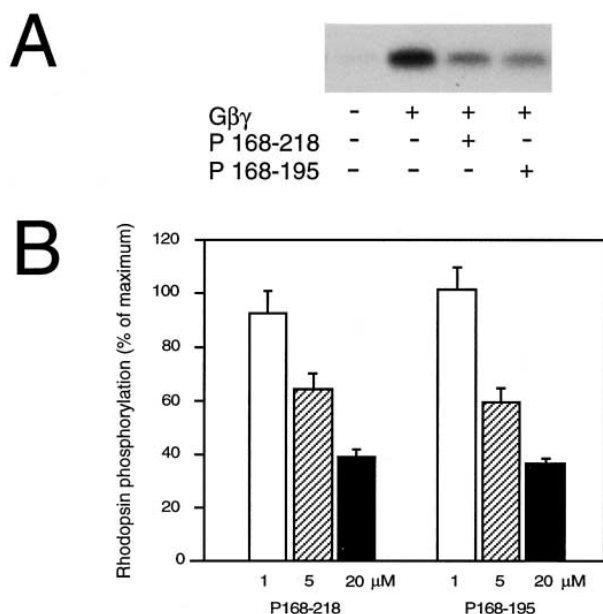 A
Gβγ - + + +
P 168-218 - - + -
P 168-195 - - - +
B
Rhodopsin phosphorylation (% of maximum)
120
100
80
60
40
20
0
1 5 20 μM 1 5 20 μM
P168-218 P168-195